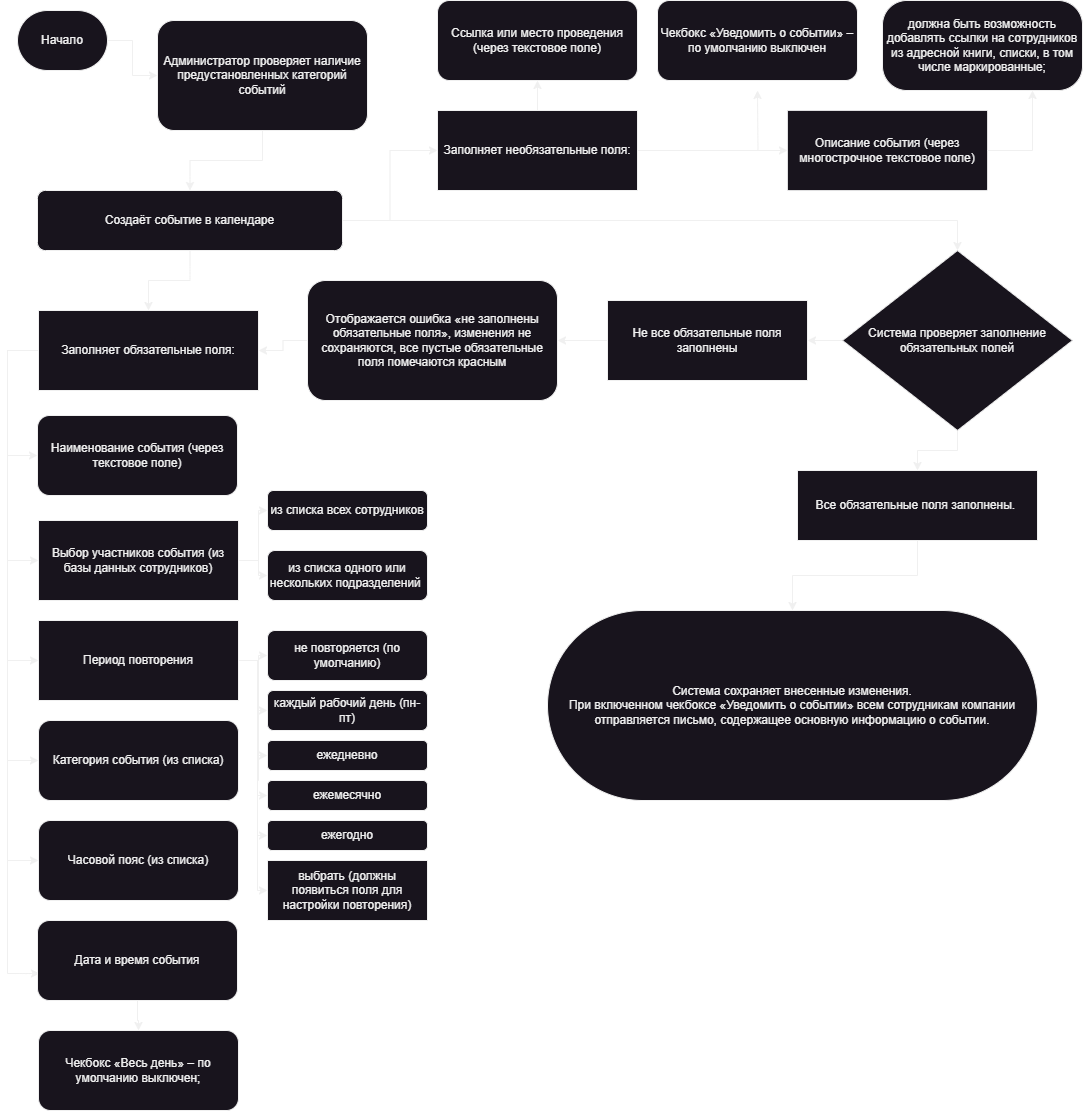 Начало
Администратор проверяет наличие
предустановленных категорий
событий
Ссылка или место проведения
(через текстовое поле)
Чекбокс «Уведомить о событии» –
по умолчанию выключен
должна быть возможность
добавлять ссылки на сотрудников
из адресной книги, списки, в том
числе маркированные;
Заполняет необязательные поля:
Описание события (через
многострочное текстовое поле)
Создаёт событие в календаре
Система проверяет заполнение
обязательных полей
Не все обязательные поля
заполнены
Отображается ошибка «не заполнены
обязательные поля», изменения не
сохраняются, все пустые обязательные
поля помечаются красным
Заполняет обязательные поля:
Наименование события (через
текстовое поле)
Выбор участников события (из
базы данных сотрудников)
из списка всех сотрудников
из списка одного или
нескольких подразделений
Все обязательные поля заполнены.
Период повторения
не повторяется (по
умолчанию)
каждый рабочий день (пн-
пт)
ежедневно
ежемесячно
ежегодно
выбрать (должны
появиться поля для
настройки повторения)
Система сохраняет внесенные изменения.
При включенном чекбоксе «Уведомить о событии» всем сотрудникам компании
отправляется письмо, содержащее основную информацию о событии.
Категория события (из списка)
Часовой пояс (из списка)
Дата и время события
Чекбокс «Весь день» – по
умолчанию выключен;